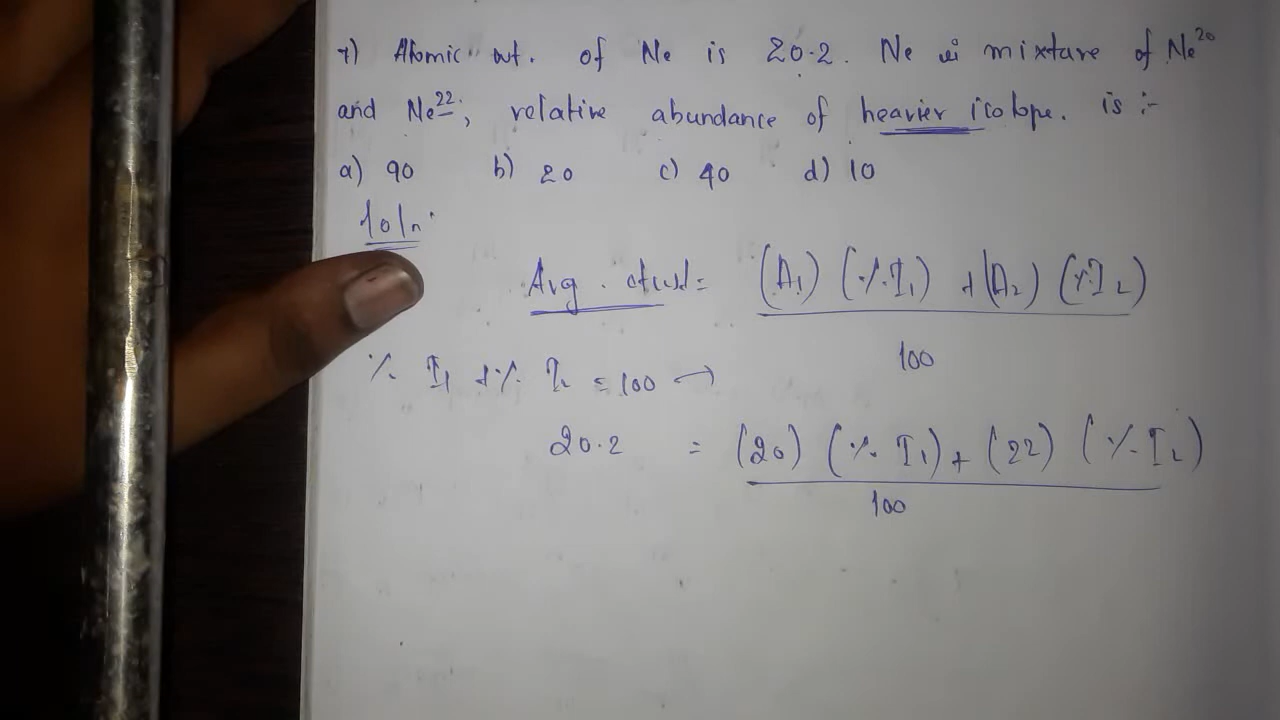 7) Atomic wt. of Ne is 20.2. Ne is mixture of Ne²⁰
and Ne²²; relative abundance of heavier isotope. is :-
a) 90 b) 20 c) 40 d) 10
Soln.
Avg. at.wt = (A₁) (% I₁) + (A₂) (% I₂)
100
% I₁ + % I₂ = 100 →
20.2 = (20) (% I₁) + (22) (% I₂)
100